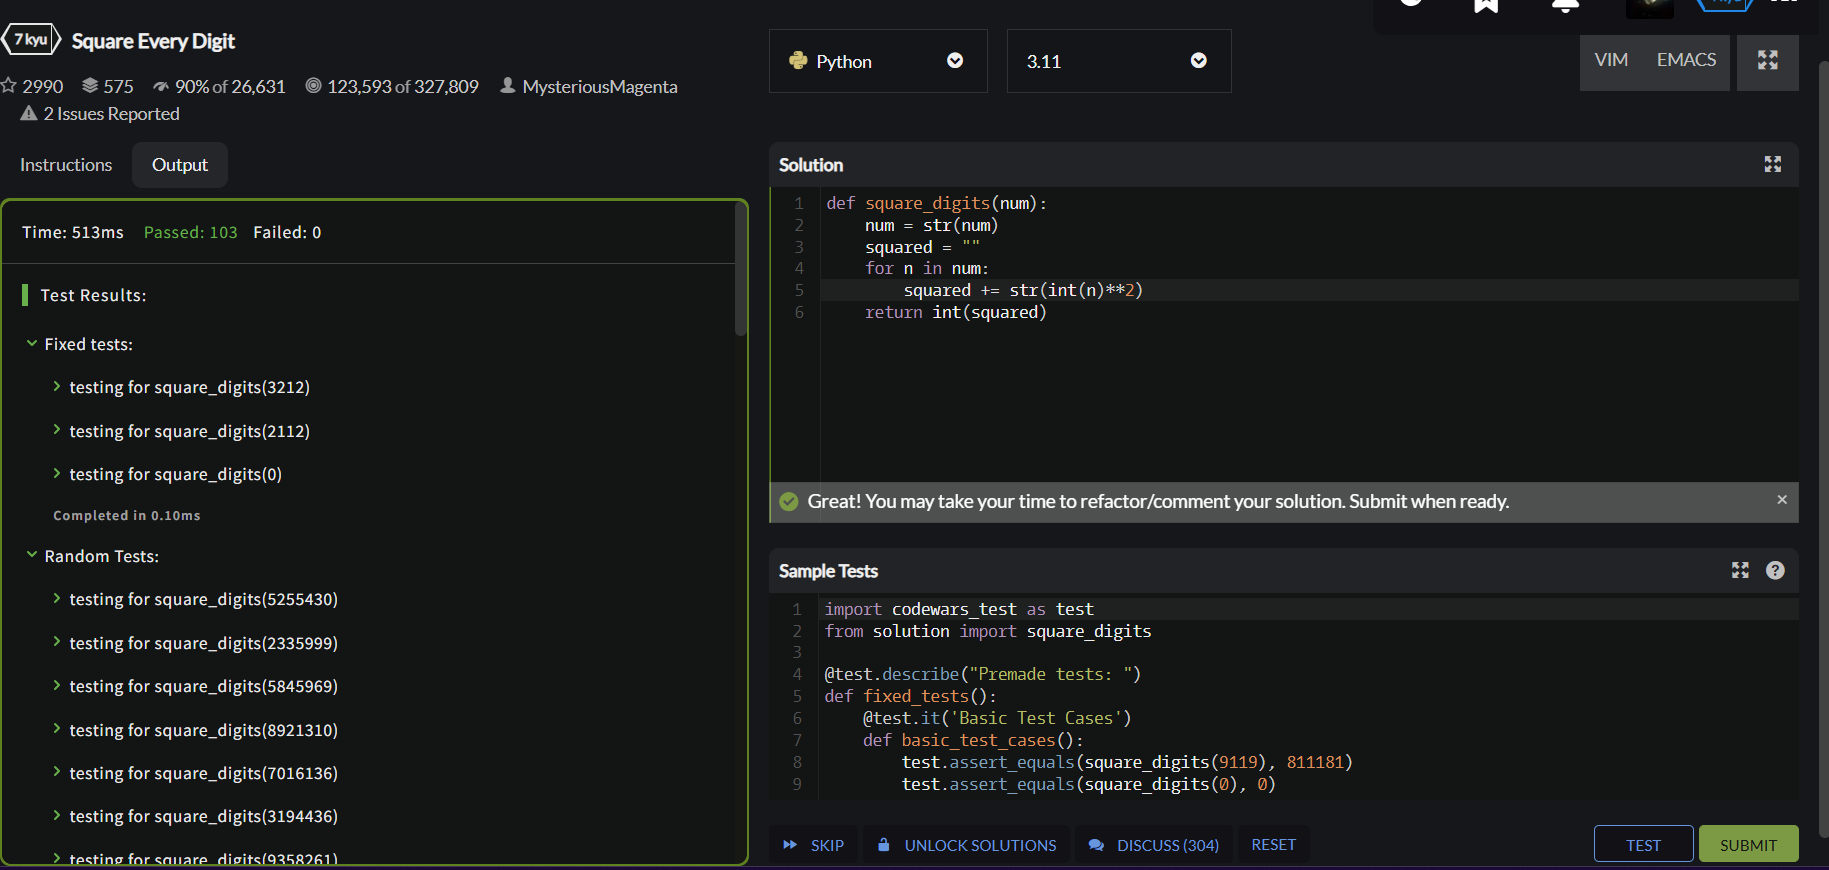 7 kyu Square Every Digit
2990 575 90% of 26,631 123,593 of 327,809 MysteriousMagenta
2 Issues Reported
Instructions Output
Time: 513ms Passed: 103 Failed: 0
Test Results:
Fixed tests:
testing for square_digits(3212)
testing for square_digits(2112)
testing for square_digits(0)
Completed in 0.10ms
Random Tests:
testing for square_digits(5255430)
testing for square_digits(2335999)
testing for square_digits(5845969)
testing for square_digits(8921310)
testing for square_digits(7016136)
testing for square_digits(3194436)
testing for square_digits(9358261)
Python 3.11 VIM EMACS
Solution
1 def square_digits(num):
2 num = str(num)
3 squared = ""
4 for n in num:
5 squared += str(int(n)**2)
6 return int(squared)
Great! You may take your time to refactor/comment your solution. Submit when ready. ×
Sample Tests ?
1 import codewars_test as test
2 from solution import square_digits
3
4 @test.describe("Premade tests: ")
5 def fixed_tests():
6 @test.it('Basic Test Cases')
7 def basic_test_cases():
8 test.assert_equals(square_digits(9119), 811181)
9 test.assert_equals(square_digits(0), 0)
SKIP UNLOCK SOLUTIONS DISCUSS (304) RESET TEST SUBMIT